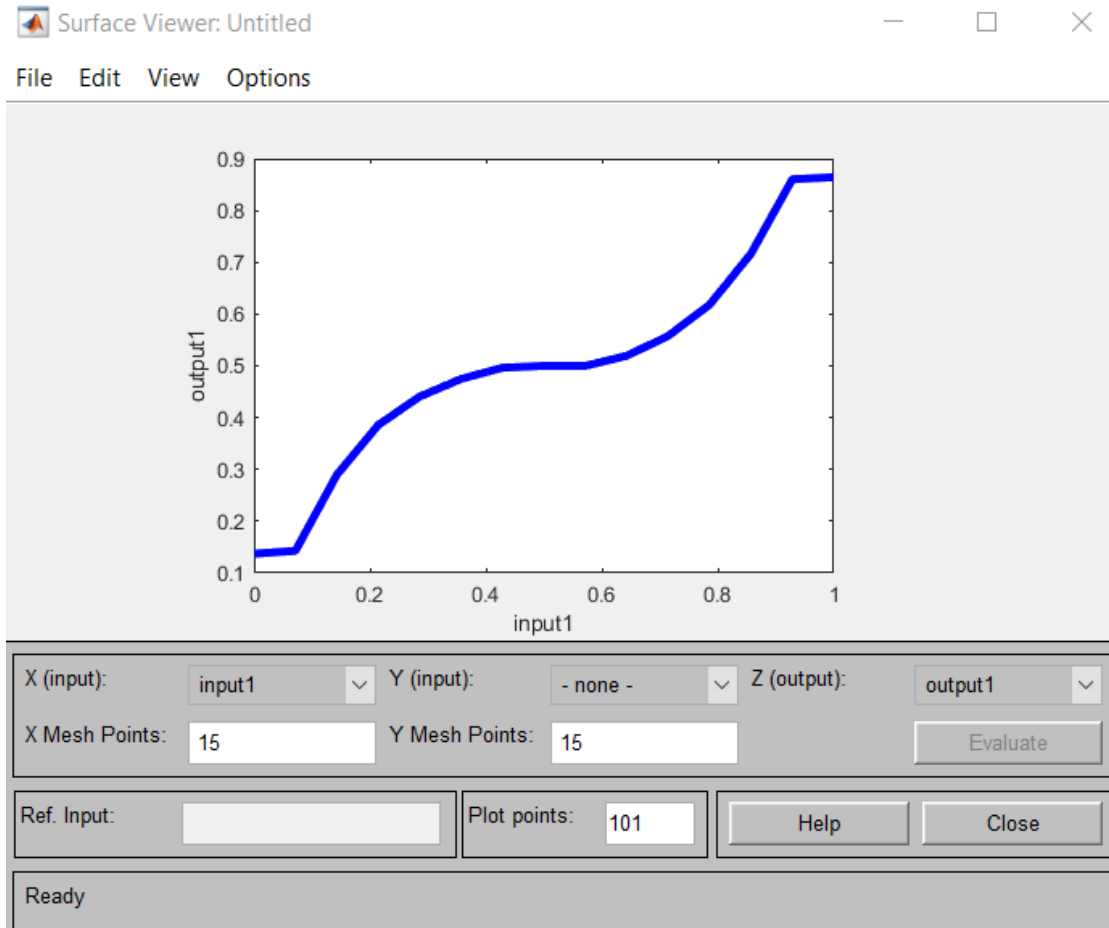 Surface Viewer: Untitled
File Edit View Options
0.9
0.8
0.7
0.6
0.5
0.4
0.3
0.2
0.1
output1
0 0.2 0.4 0.6 0.8 1
input1
X (input): input1 Y (input): - none - Z (output): output1
X Mesh Points: 15 Y Mesh Points: 15 Evaluate
Ref. Input: Plot points: 101 Help Close
Ready